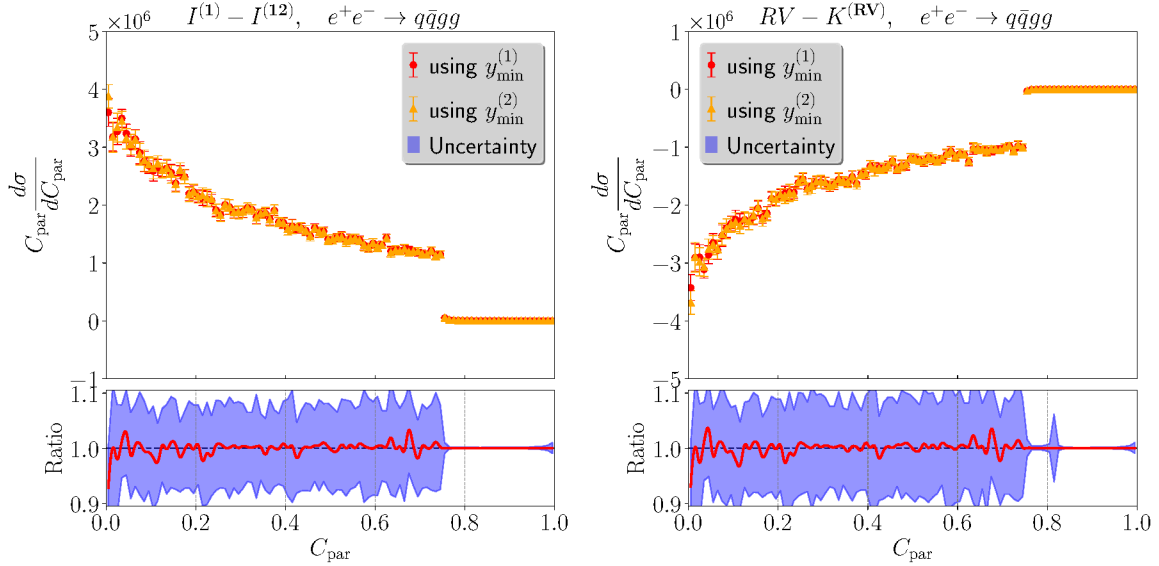 ×10⁶ I⁽¹⁾ − I⁽¹²⁾, e⁺e⁻ → qq̄gg
5
4
3
2
1
0
−1
C_par dσ/dC_par
using y_min⁽¹⁾
using y_min⁽²⁾
Uncertainty
1.1
1.0
0.9
Ratio
0.0 0.2 0.4 0.6 0.8 1.0
C_par
×10⁶ RV − K⁽ᴿⱽ⁾, e⁺e⁻ → qq̄gg
1
0
−1
−2
−3
−4
−5
C_par dσ/dC_par
using y_min⁽¹⁾
using y_min⁽²⁾
Uncertainty
1.1
1.0
0.9
Ratio
0.0 0.2 0.4 0.6 0.8 1.0
C_par